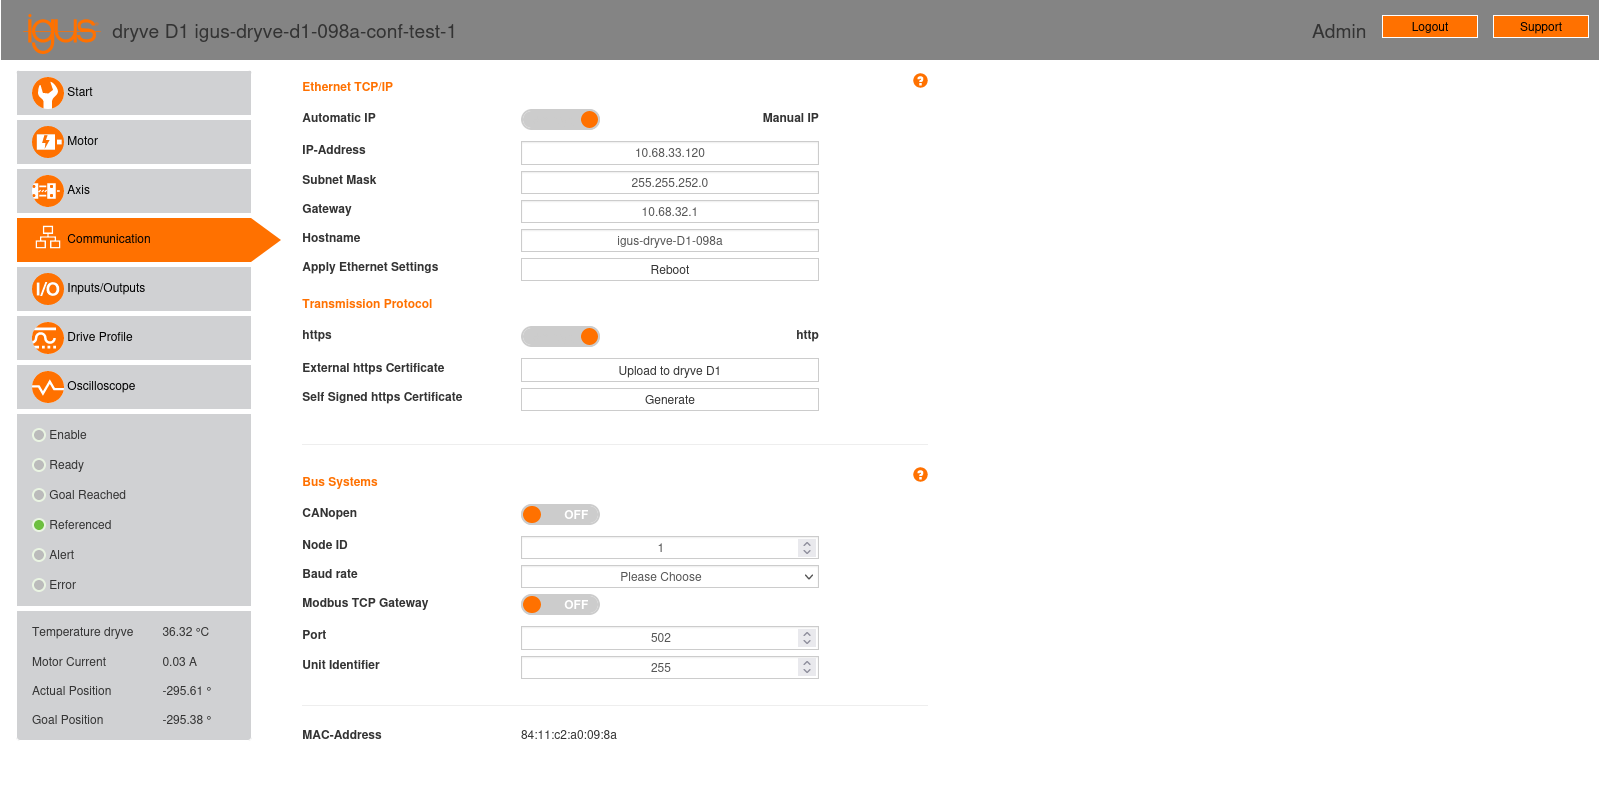 igus dryve D1 igus-dryve-d1-098a-conf-test-1 Admin Logout Support
Start
Motor
Axis
Communication
I/O Inputs/Outputs
Drive Profile
Oscilloscope
Enable
Ready
Goal Reached
Referenced
Alert
Error
Temperature dryve 36.32 °C
Motor Current 0.03 A
Actual Position -295.61 °
Goal Position -295.38 °
Ethernet TCP/IP ?
Automatic IP Manual IP
IP-Address 10.68.33.120
Subnet Mask 255.255.252.0
Gateway 10.68.32.1
Hostname igus-dryve-D1-098a
Apply Ethernet Settings Reboot
Transmission Protocol
https http
External https Certificate Upload to dryve D1
Self Signed https Certificate Generate
Bus Systems ?
CANopen OFF
Node ID 1
Baud rate Please Choose
Modbus TCP Gateway OFF
Port 502
Unit Identifier 255
MAC-Address 84:11:c2:a0:09:8a